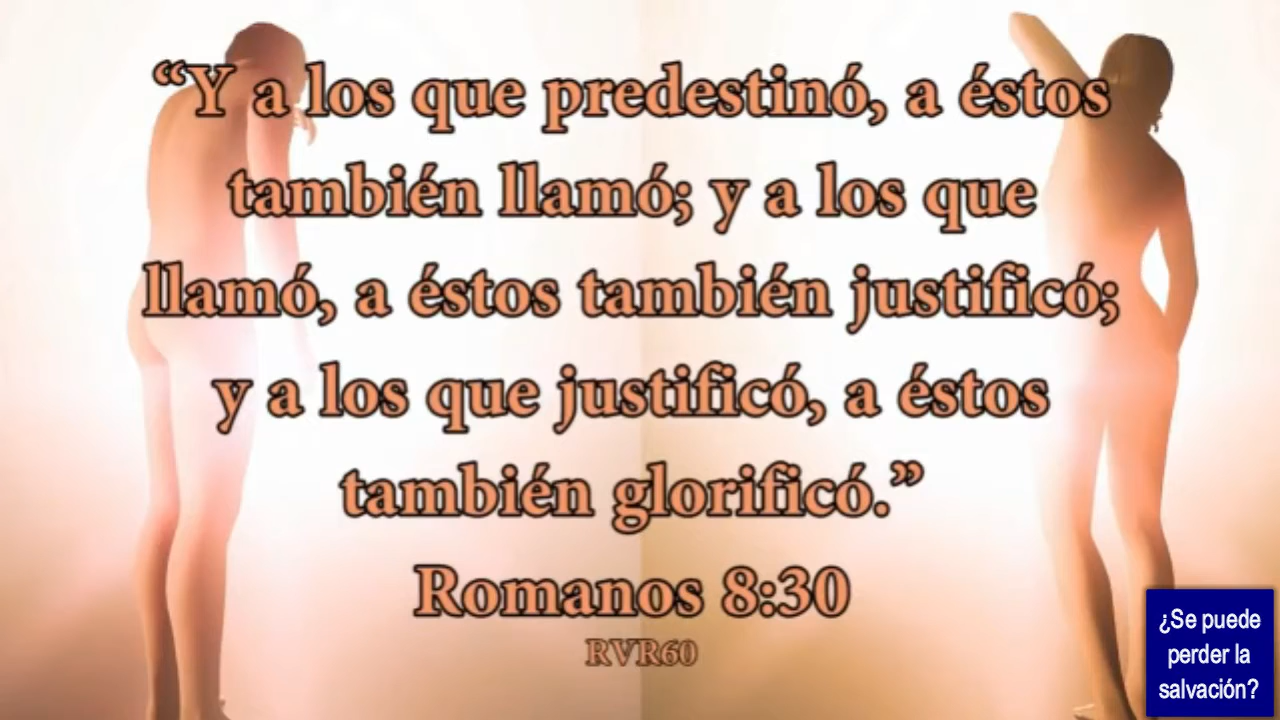 “Y a los que predestinó, a éstos
también llamó; y a los que
llamó, a éstos también justificó;
y a los que justificó, a éstos
también glorificó.”
Romanos 8:30
RVR60
¿Se puede
perder la
salvación?